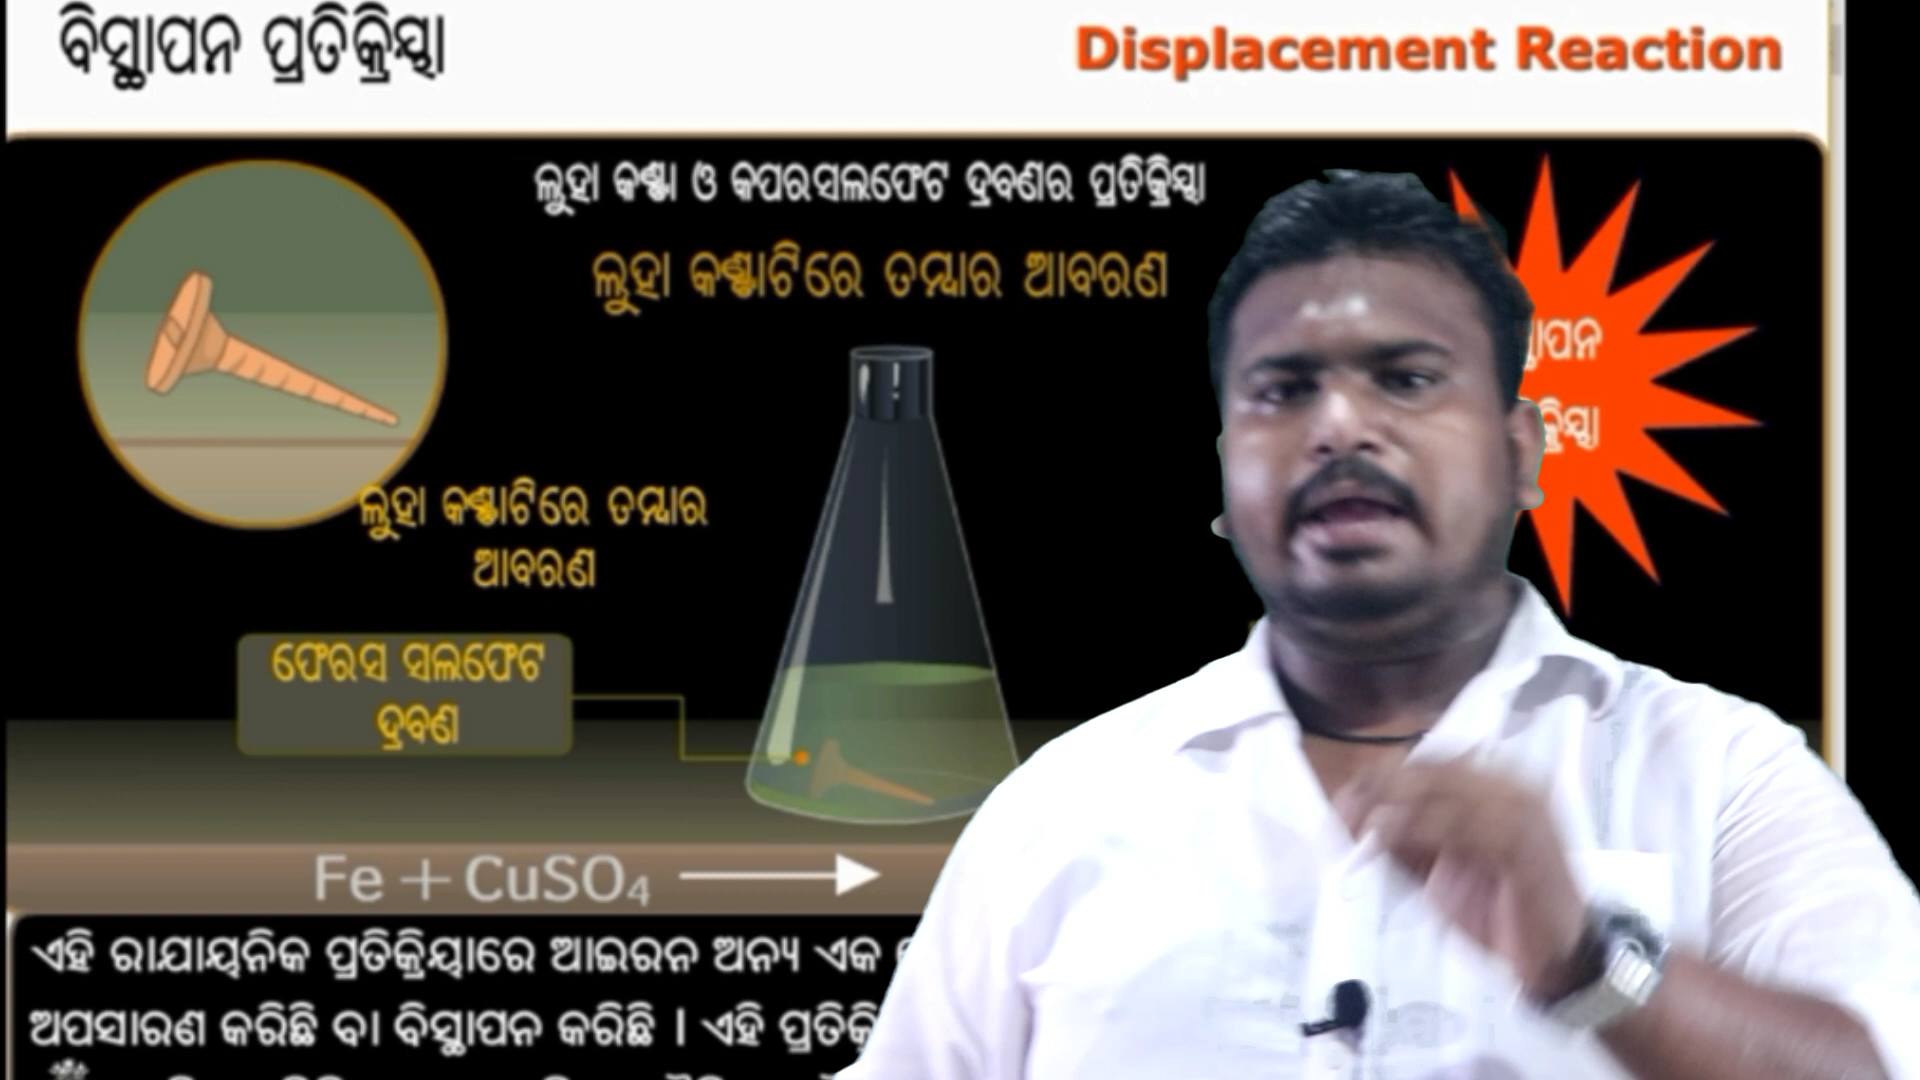 ବିସ୍ଥାପନ ପ୍ରତିକ୍ରିୟା
Displacement Reaction
ଲୁହା କଣ୍ଟା ଓ କପରସଲଫେଟ ଦ୍ରବଣର ପ୍ରତିକ୍ରିୟା
ଲୁହା କଣ୍ଟାଟିରେ ତମ୍ବାର ଆବରଣ
ଲୁହା କଣ୍ଟାଟିରେ ତମ୍ବାର
ଆବରଣ
ଫେରସ ସଲଫେଟ
ଦ୍ରବଣ
Fe + CuSO₄ ⟶
ଏହି ରାଯାୟନିକ ପ୍ରତିକ୍ରିୟାରେ ଆଇରନ ଅନ୍ୟ ଏକ
ଅପସାରଣ କରିଛି ବା ବିସ୍ଥାପନ କରିଛି । ଏହି